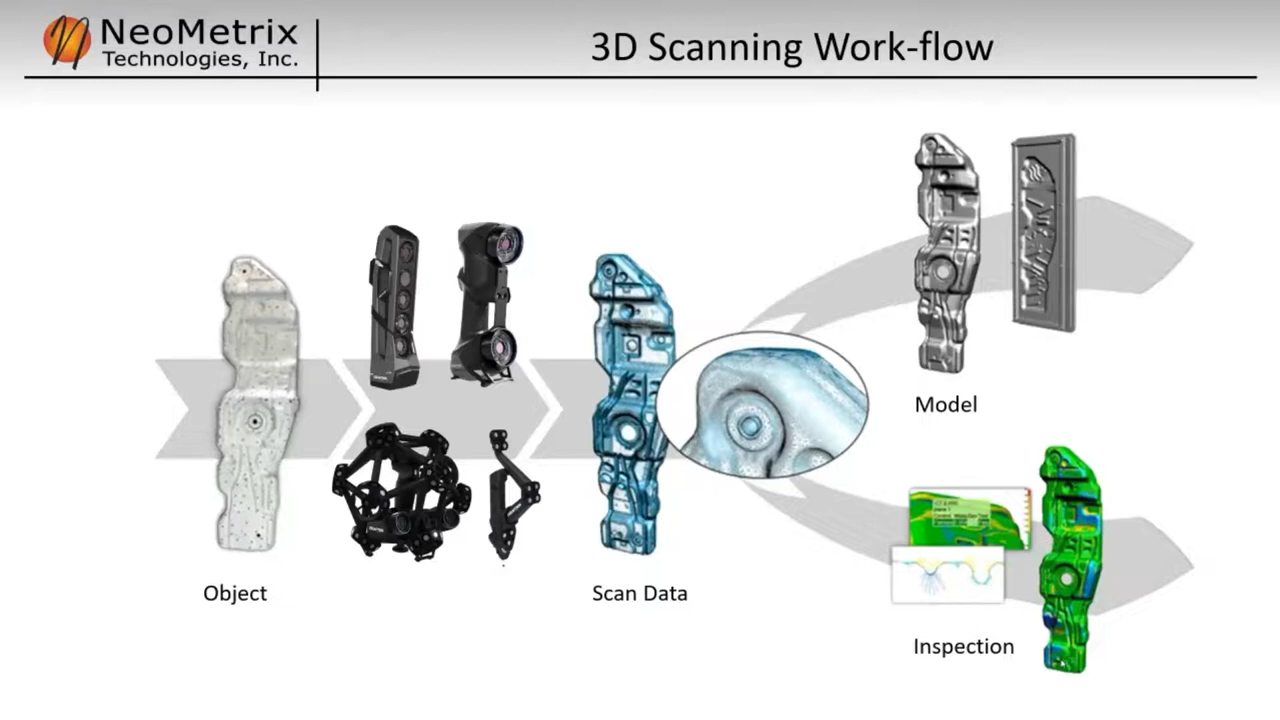 NeoMetrix
Technologies, Inc.
3D Scanning Work-flow
Model
Object
Scan Data
Inspection